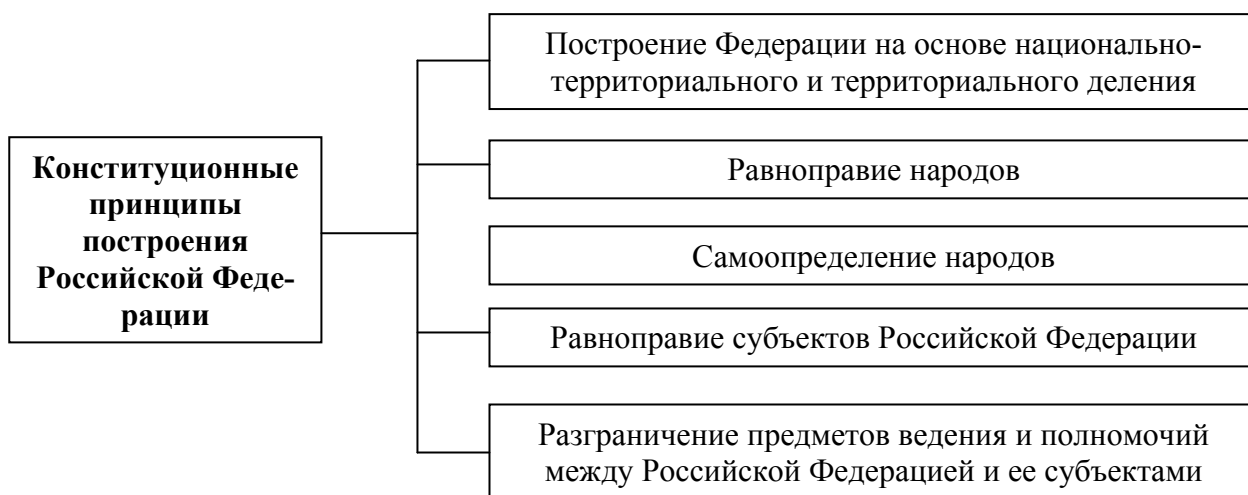 Конституционные
принципы
построения
Российской Феде-
рации
Построение Федерации на основе национально-
территориального и территориального деления
Равноправие народов
Самоопределение народов
Равноправие субъектов Российской Федерации
Разграничение предметов ведения и полномочий
между Российской Федерацией и ее субъектами